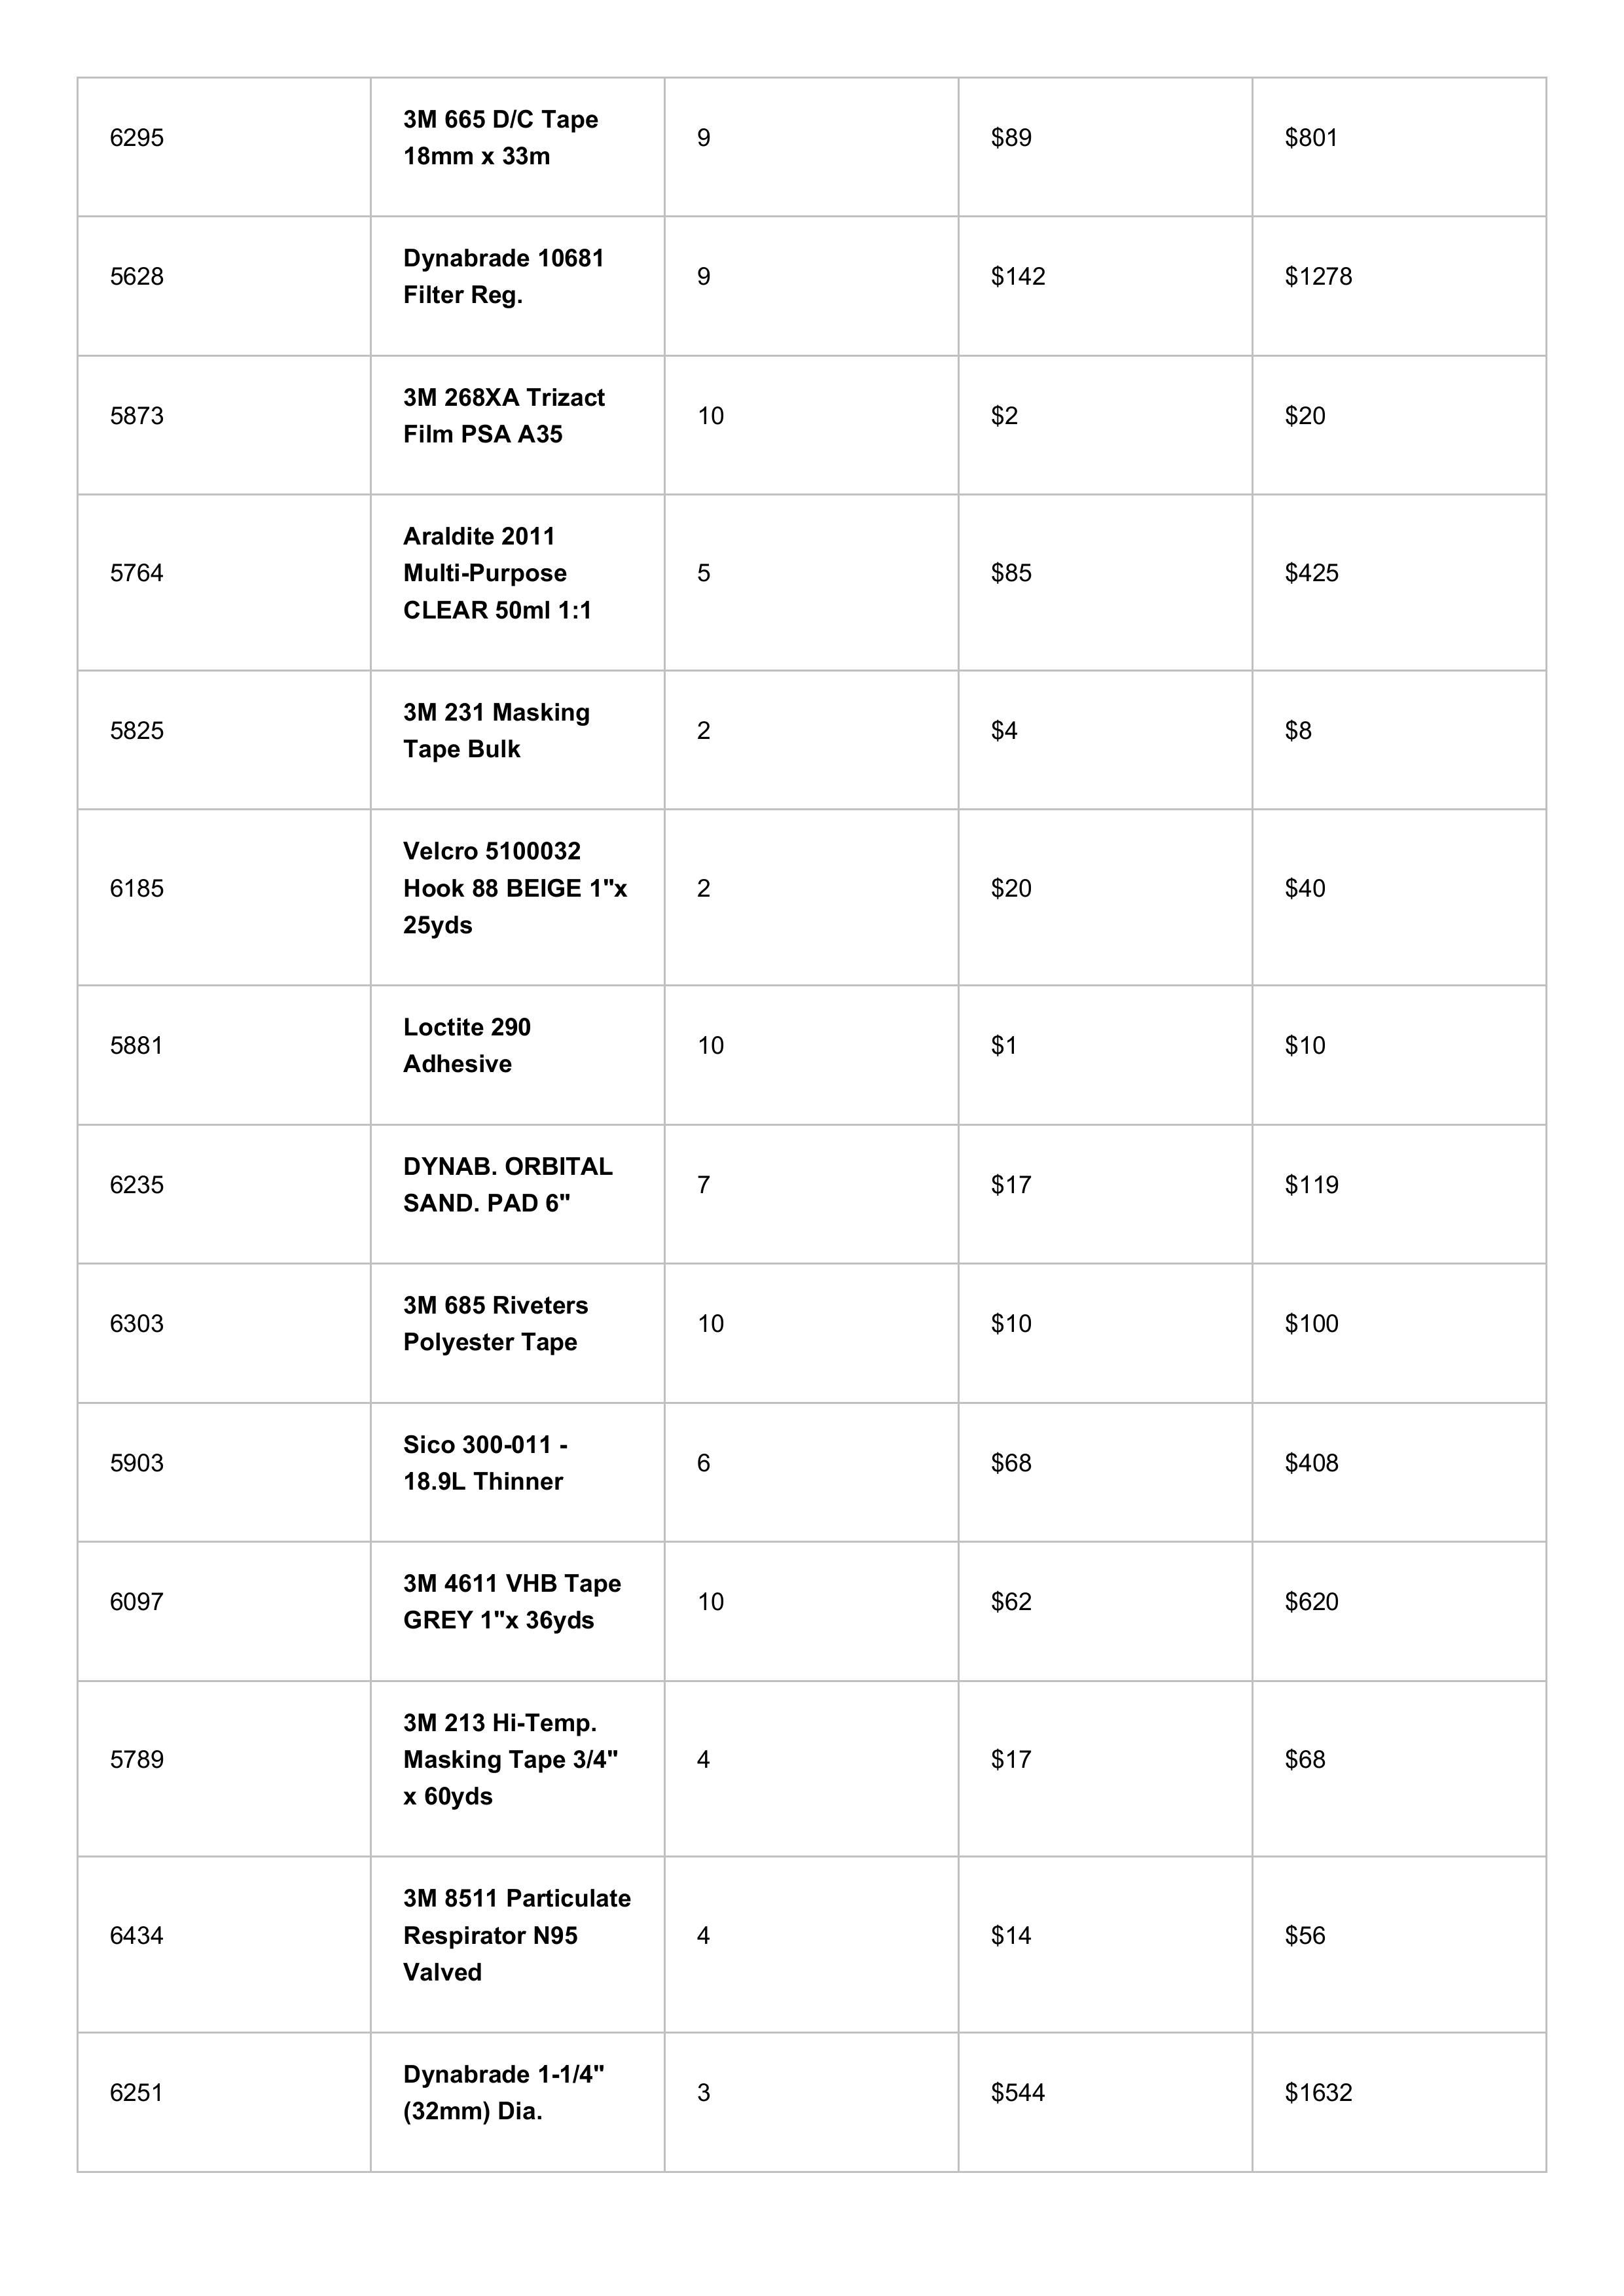 6295
3M 665 D/C Tape
18mm x 33m
9
$89
$801
5628
Dynabrade 10681
Filter Reg.
9
$142
$1278
5873
3M 268XA Trizact
Film PSA A35
10
$2
$20
5764
Araldite 2011
Multi-Purpose
CLEAR 50ml 1:1
5
$85
$425
5825
3M 231 Masking
Tape Bulk
2
$4
$8
6185
Velcro 5100032
Hook 88 BEIGE 1"x
25yds
2
$20
$40
5881
Loctite 290
Adhesive
10
$1
$10
6235
DYNAB. ORBITAL
SAND. PAD 6"
7
$17
$119
6303
3M 685 Riveters
Polyester Tape
10
$10
$100
5903
Sico 300-011 -
18.9L Thinner
6
$68
$408
6097
3M 4611 VHB Tape
GREY 1"x 36yds
10
$62
$620
5789
3M 213 Hi-Temp.
Masking Tape 3/4"
x 60yds
4
$17
$68
6434
3M 8511 Particulate
Respirator N95
Valved
4
$14
$56
6251
Dynabrade 1-1/4"
(32mm) Dia.
3
$544
$1632